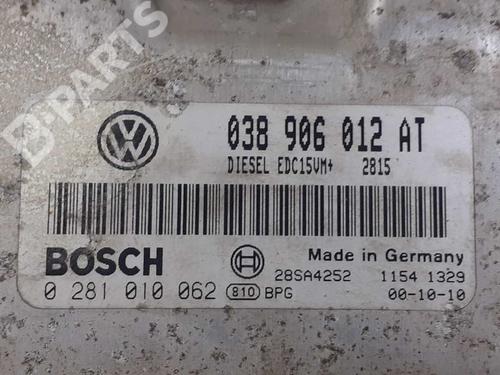 B-PARTS
038 906 012 AT
DIESEL EDC15VM+ 2815
BOSCH
Made in Germany
28SA4252 1154 1329
0 281 010 062 810 BPG 00-10-10